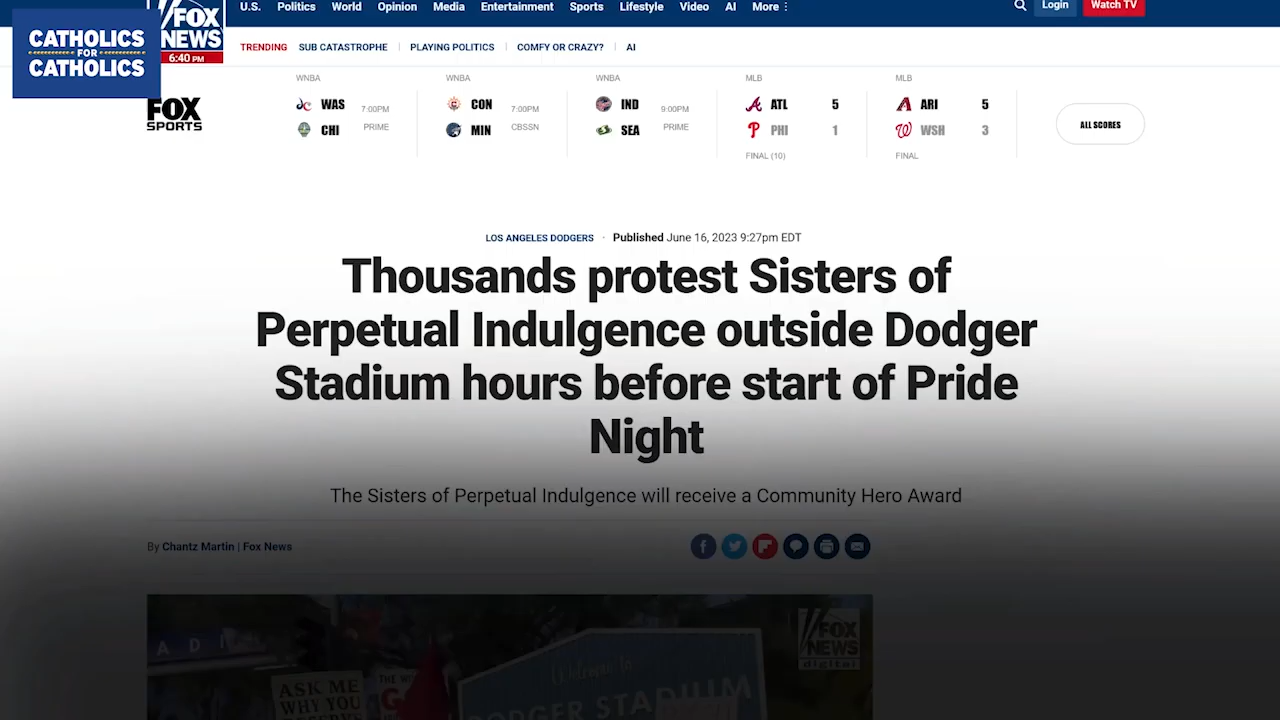 U.S. Politics World Opinion Media Entertainment Sports Lifestyle Video AI More Login Watch TV
CATHOLICS
FOR
CATHOLICS
FOX
NEWS
6:40 PM
TRENDING SUB CATASTROPHE PLAYING POLITICS COMFY OR CRAZY? AI
FOX
SPORTS
WNBA WNBA WNBA MLB MLB
WAS 7:00PM CON 7:00PM IND 9:00PM ATL 5 ARI 5
CHI PRIME MIN CBSSN SEA PRIME PHI 1 WSH 3
FINAL (10) FINAL
ALL SCORES
LOS ANGELES DODGERS · Published June 16, 2023 9:27pm EDT
Thousands protest Sisters of
Perpetual Indulgence outside Dodger
Stadium hours before start of Pride
Night
The Sisters of Perpetual Indulgence will receive a Community Hero Award
By Chantz Martin | Fox News
FOX
NEWS
digital
Welcome to
DODGER STADIUM
ASK ME
WHY YOU
THE